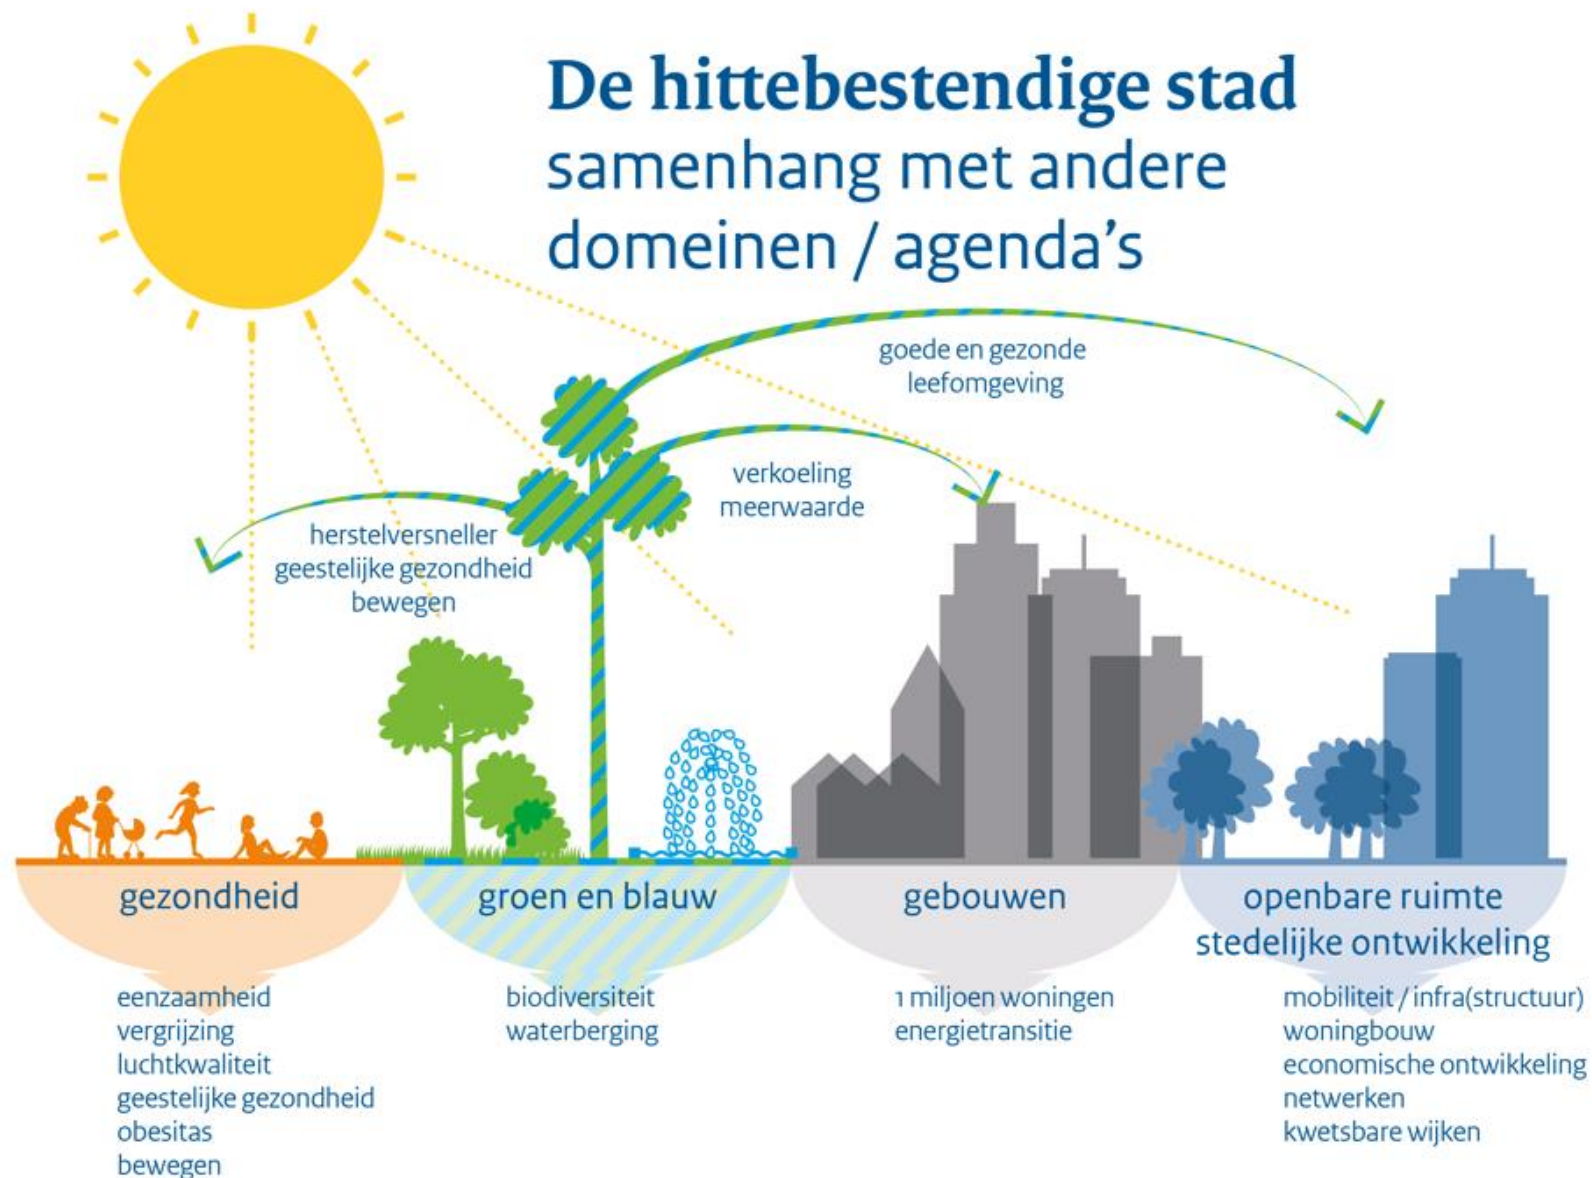 De hittebestendige stad
samenhang met andere
domeinen / agenda's
goede en gezonde
leefomgeving
verkoeling
meerwaarde
herstelversneller
geestelijke gezondheid
bewegen
gezondheid
eenzaamheid
vergrijzing
luchtkwaliteit
geestelijke gezondheid
obesitas
bewegen
groen en blauw
biodiversiteit
waterberging
gebouwen
1 miljoen woningen
energietransitie
openbare ruimte
stedelijke ontwikkeling
mobiliteit / infra(structuur)
woningbouw
economische ontwikkeling
netwerken
kwetsbare wijken